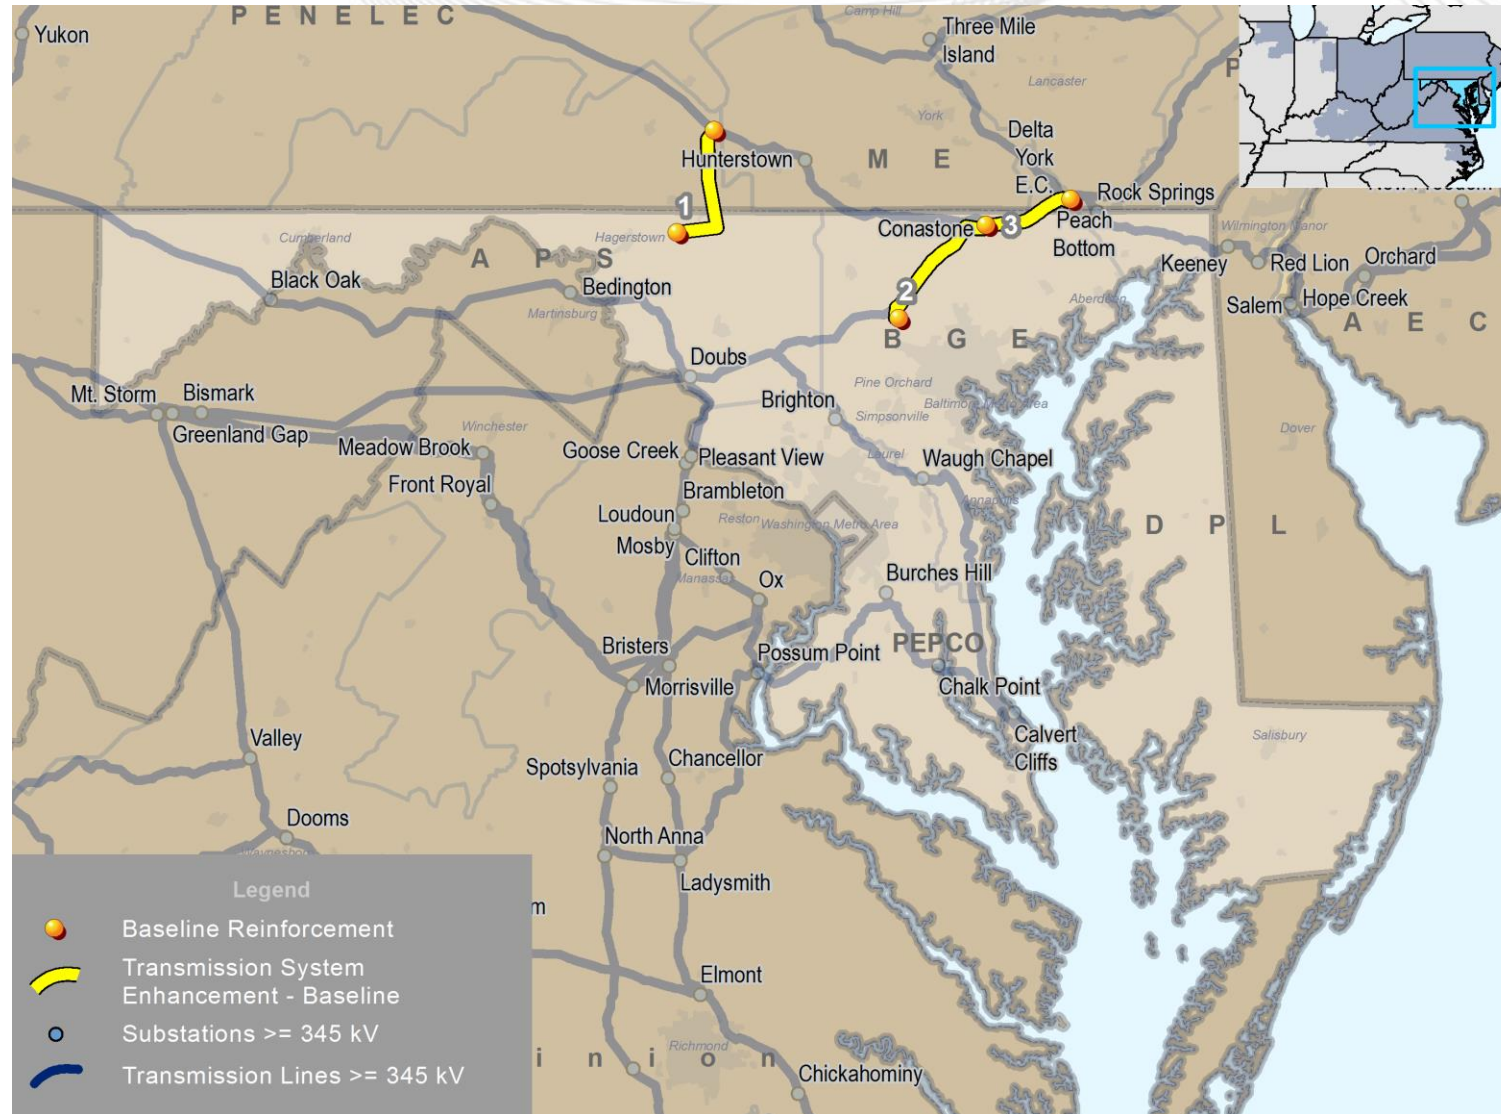 PENELEC
Camp Hill
Yukon
Three Mile
Island
Lancaster
P
York
Delta
York
E.C.
Hunterstown
M E
Rock Springs
1
3
Conastone
Peach
Bottom
Wilmington Manor
Cumberland
Hagerstown
A P S
Keeney
Red Lion
Orchard
Black Oak
Bedington
2
Aberdeen
Salem
Hope Creek
Martinsburg
B G E
A E C
Doubs
Mt. Storm
Bismark
Pine Orchard
Brighton
Simpsonville
Baltimore Metro Area
Greenland Gap
Winchester
Dover
Meadow Brook
Goose Creek
Pleasant View
Laurel
Waugh Chapel
Front Royal
Brambleton
Annapolis
Loudoun
Reston
Washington Metro Area
D P L
Mosby
Clifton
Manassas
Ox
Burches Hill
Bristers
Possum Point
PEPCO
Morrisville
Chalk Point
Valley
Calvert
Cliffs
Salisbury
Spotsylvania
Chancellor
Dooms
North Anna
Ladysmith
m
Elmont
Richmond
i n i o n
Chickahominy
Legend
Baseline Reinforcement
Transmission System
Enhancement - Baseline
Substations >= 345 kV
Transmission Lines >= 345 kV